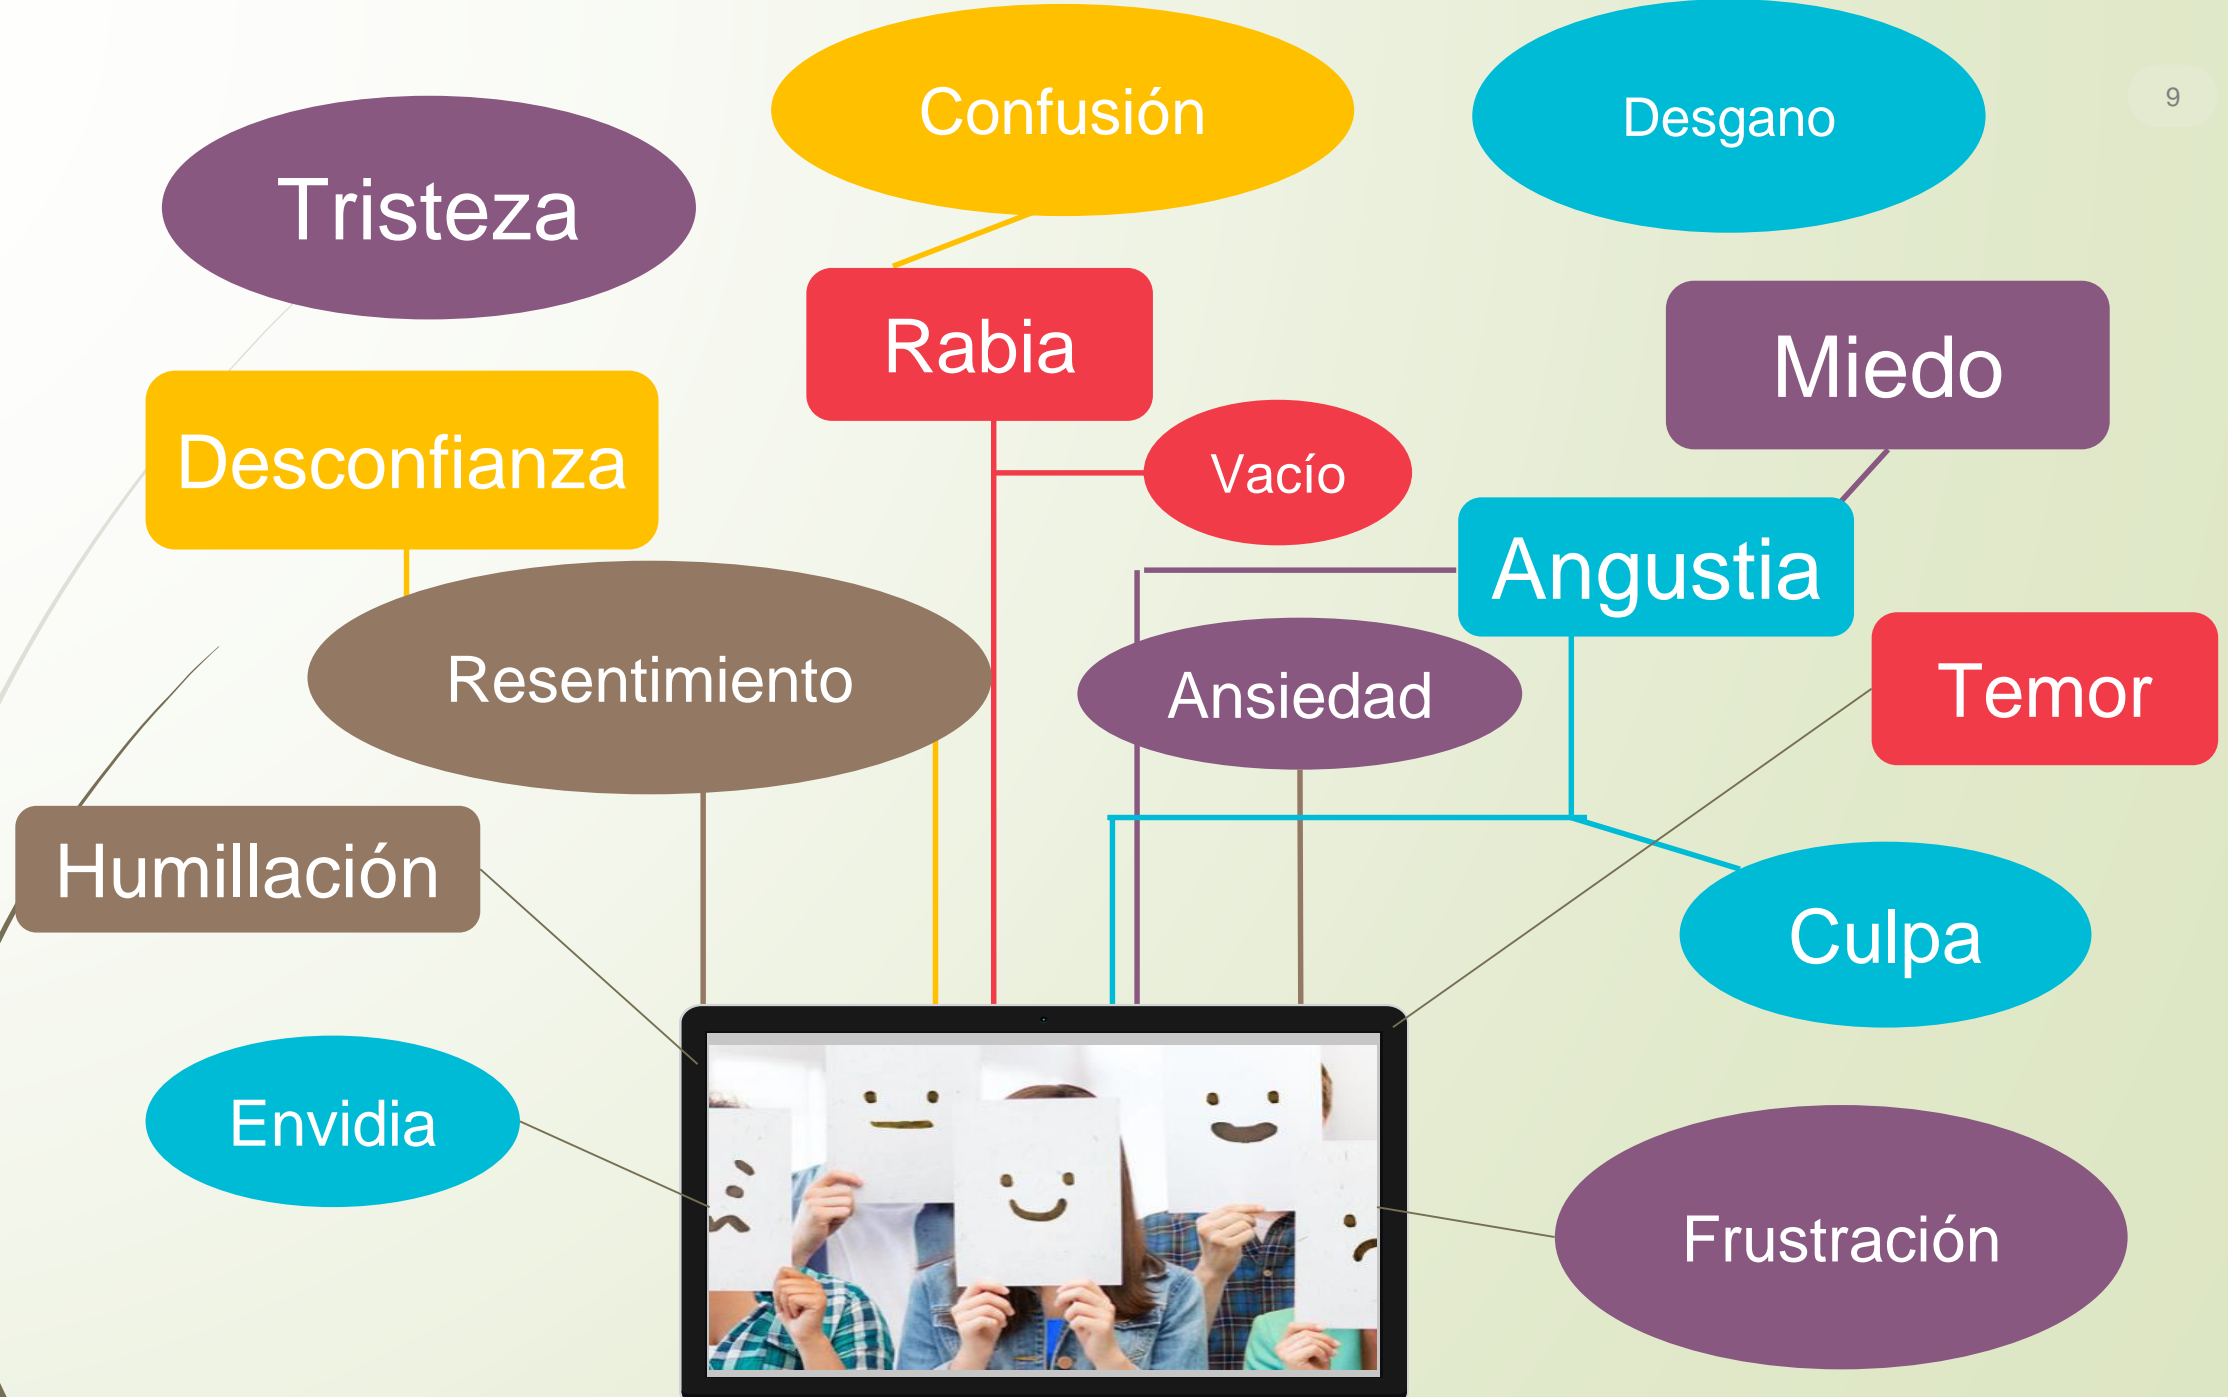 Confusión
Desgano
9
Tristeza
Rabia
Miedo
Desconfianza
Vacío
Angustia
Resentimiento
Ansiedad
Temor
Humillación
Culpa
Envidia
Frustración